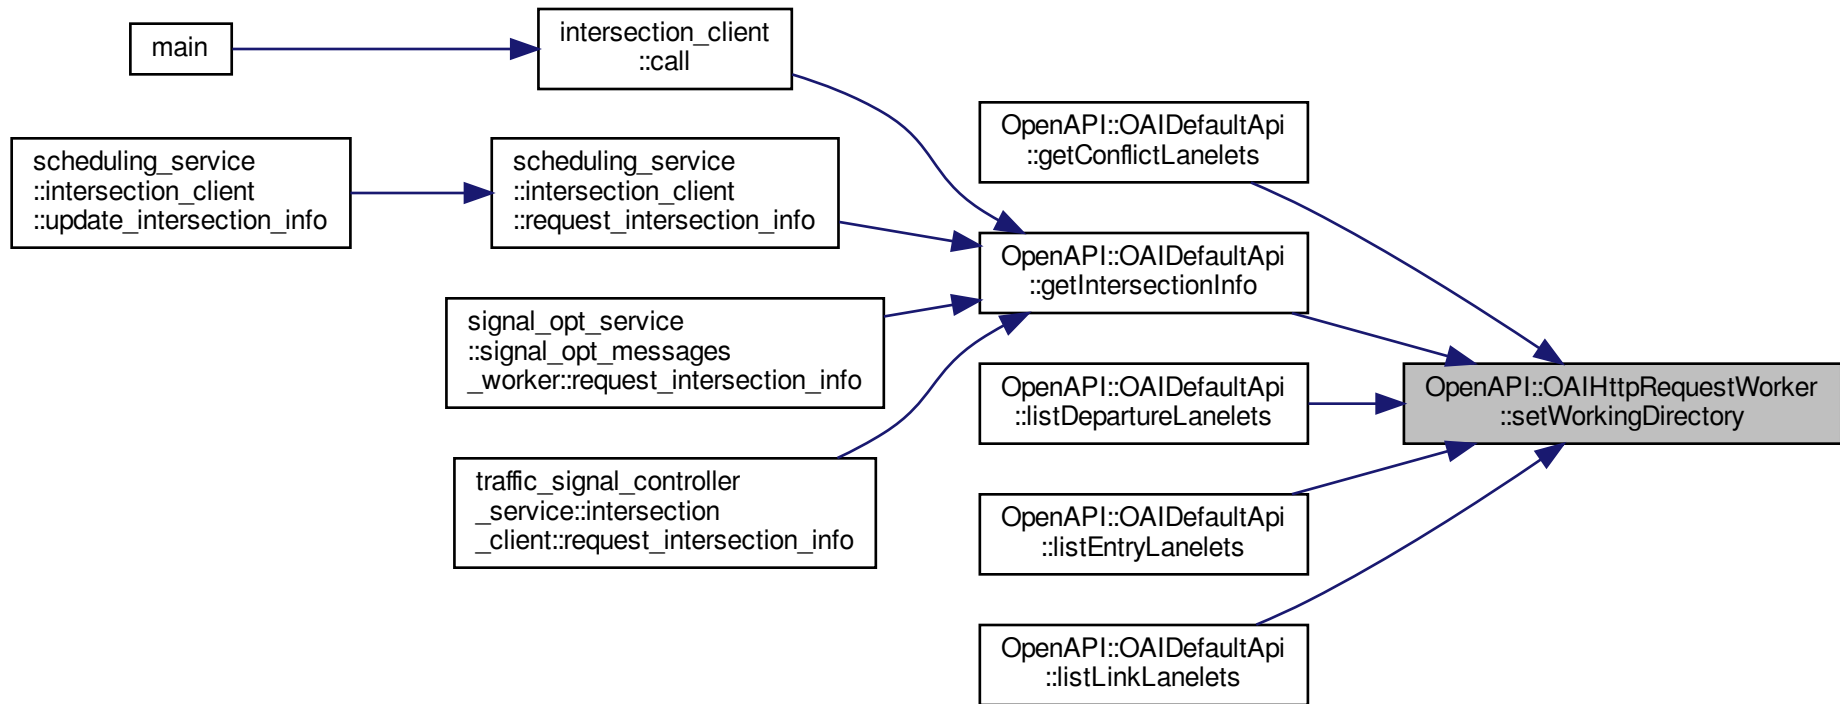 main
intersection_client
::call
scheduling_service
::intersection_client
::update_intersection_info
scheduling_service
::intersection_client
::request_intersection_info
signal_opt_service
::signal_opt_messages
_worker::request_intersection_info
traffic_signal_controller
_service::intersection
_client::request_intersection_info
OpenAPI::OAIDefaultApi
::getConflictLanelets
OpenAPI::OAIDefaultApi
::getIntersectionInfo
OpenAPI::OAIDefaultApi
::listDepartureLanelets
OpenAPI::OAIDefaultApi
::listEntryLanelets
OpenAPI::OAIDefaultApi
::listLinkLanelets
OpenAPI::OAIHttpRequestWorker
::setWorkingDirectory